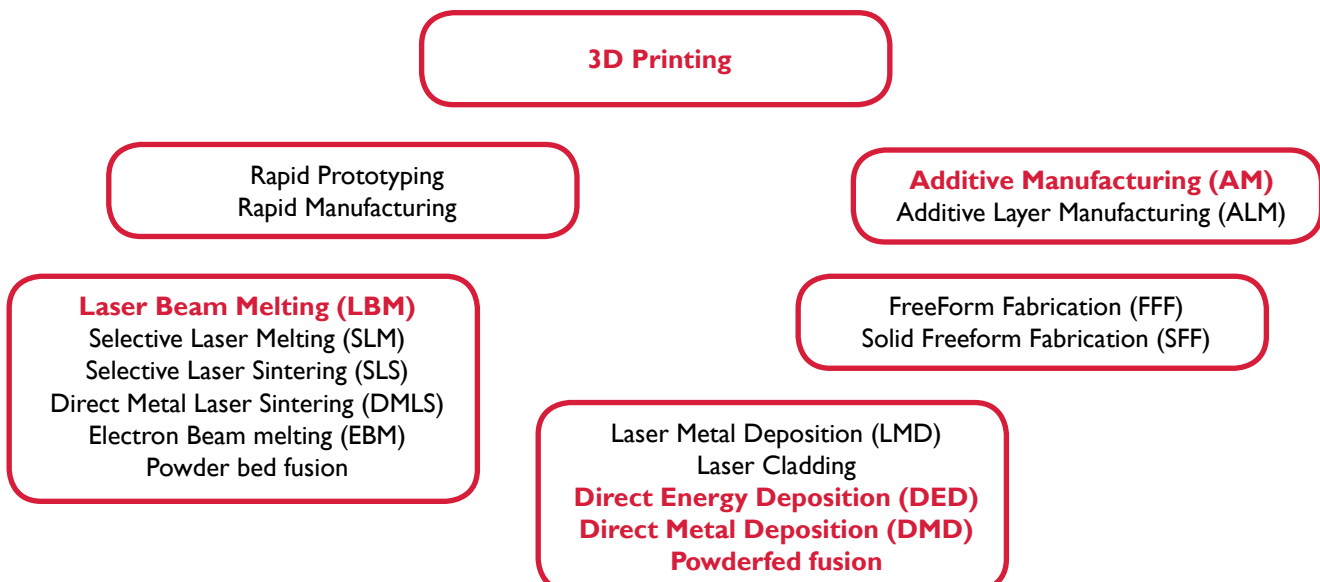 3D Printing
Rapid Prototyping
Rapid Manufacturing
Additive Manufacturing (AM)
Additive Layer Manufacturing (ALM)
Laser Beam Melting (LBM)
Selective Laser Melting (SLM)
Selective Laser Sintering (SLS)
Direct Metal Laser Sintering (DMLS)
Electron Beam melting (EBM)
Powder bed fusion
FreeForm Fabrication (FFF)
Solid Freeform Fabrication (SFF)
Laser Metal Deposition (LMD)
Laser Cladding
Direct Energy Deposition (DED)
Direct Metal Deposition (DMD)
Powderfed fusion